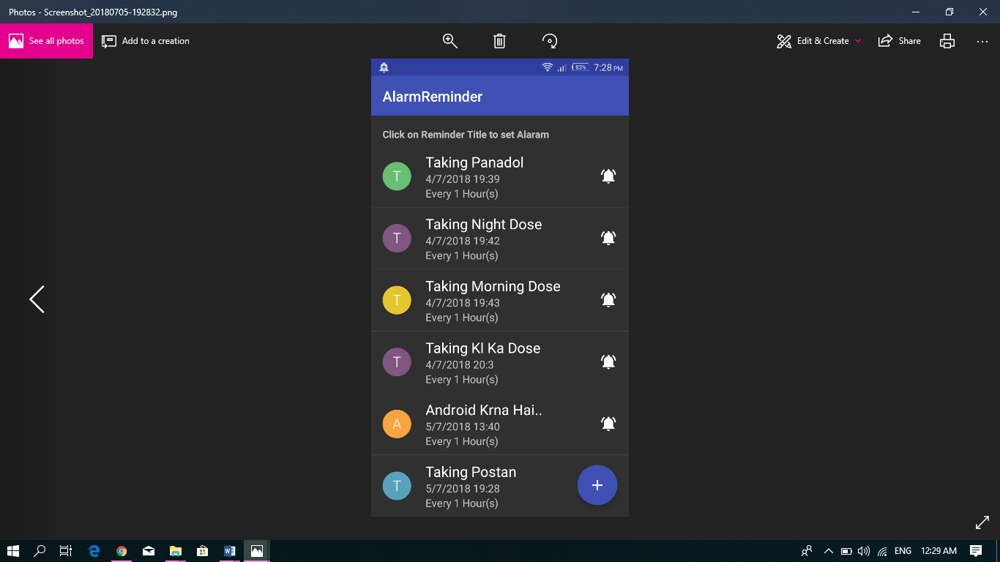 Photos - Screenshot_20180705-192832.png
See all photos
Add to a creation
Edit & Create
Share
83%
7:28 PM
AlarmReminder
Click on Reminder Title to set Alaram
T
Taking Panadol
4/7/2018 19:39
Every 1 Hour(s)
T
Taking Night Dose
4/7/2018 19:42
Every 1 Hour(s)
T
Taking Morning Dose
4/7/2018 19:43
Every 1 Hour(s)
T
Taking Kl Ka Dose
4/7/2018 20:3
Every 1 Hour(s)
A
Android Krna Hai..
5/7/2018 13:40
Every 1 Hour(s)
T
Taking Postan
5/7/2018 19:28
Every 1 Hour(s)
ENG
12:29 AM